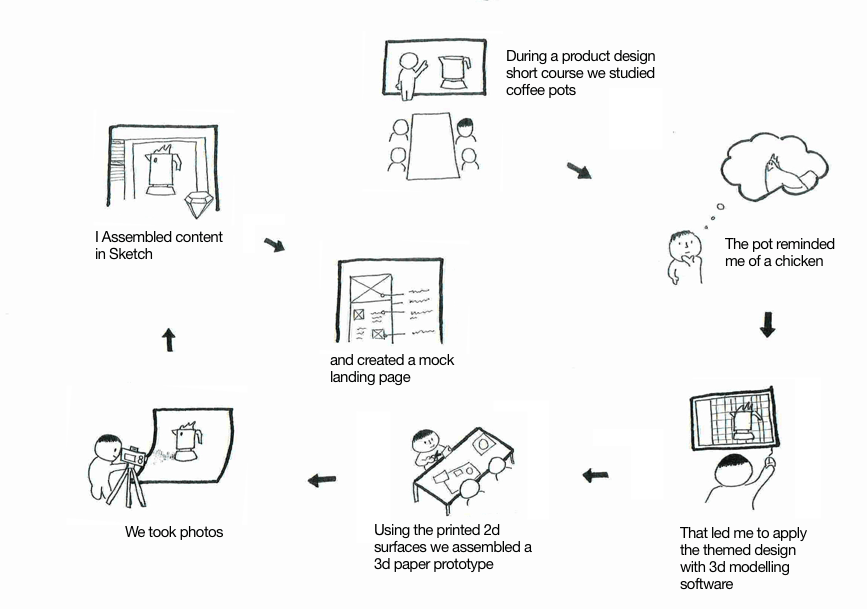 During a product design
short course we studied
coffee pots
The pot reminded
me of a chicken
That led me to apply
the themed design
with 3d modelling
software
Using the printed 2d
surfaces we assembled a
3d paper prototype
We took photos
I Assembled content
in Sketch
and created a mock
landing page